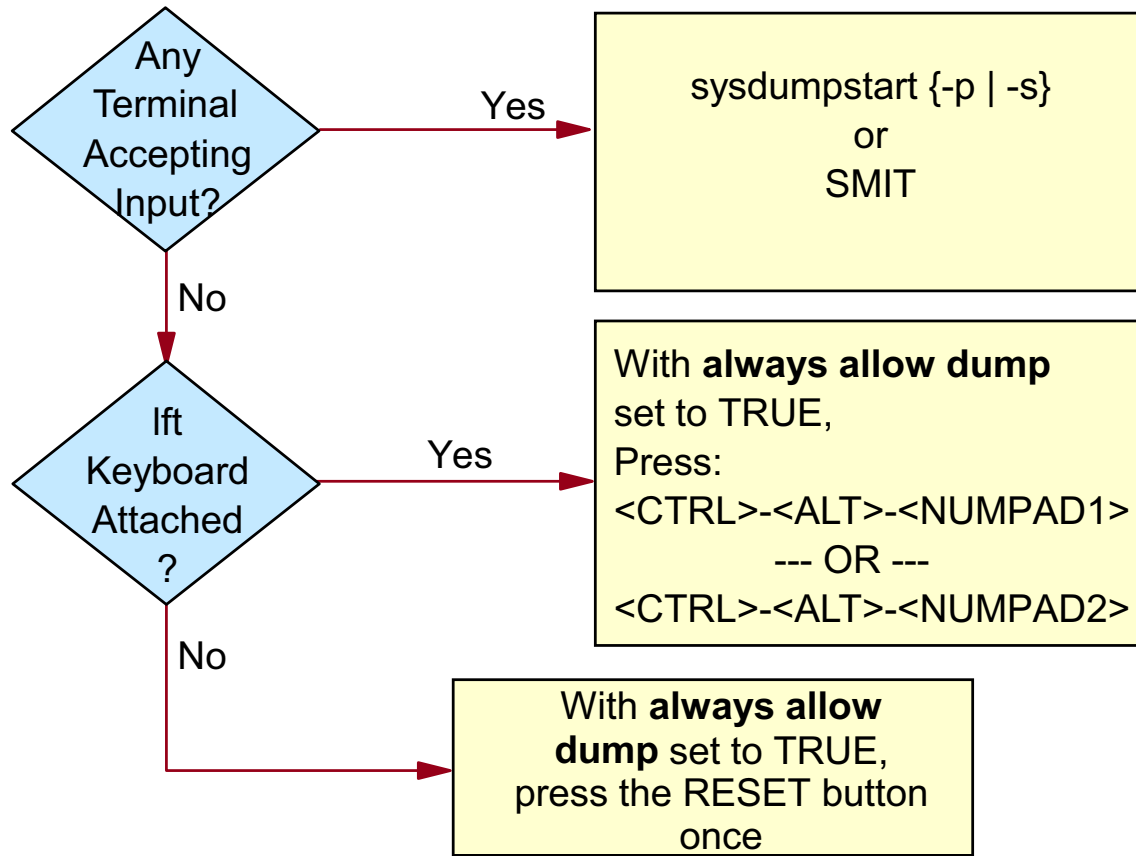 Any
Terminal
Accepting
Input?
Yes
sysdumpstart {-p | -s}
or
SMIT
No
Ift
Keyboard
Attached
?
Yes
With always allow dump
set to TRUE,
Press:
<CTRL>-<ALT>-<NUMPAD1>
--- OR ---
<CTRL>-<ALT>-<NUMPAD2>
No
With always allow
dump set to TRUE,
press the RESET button
once